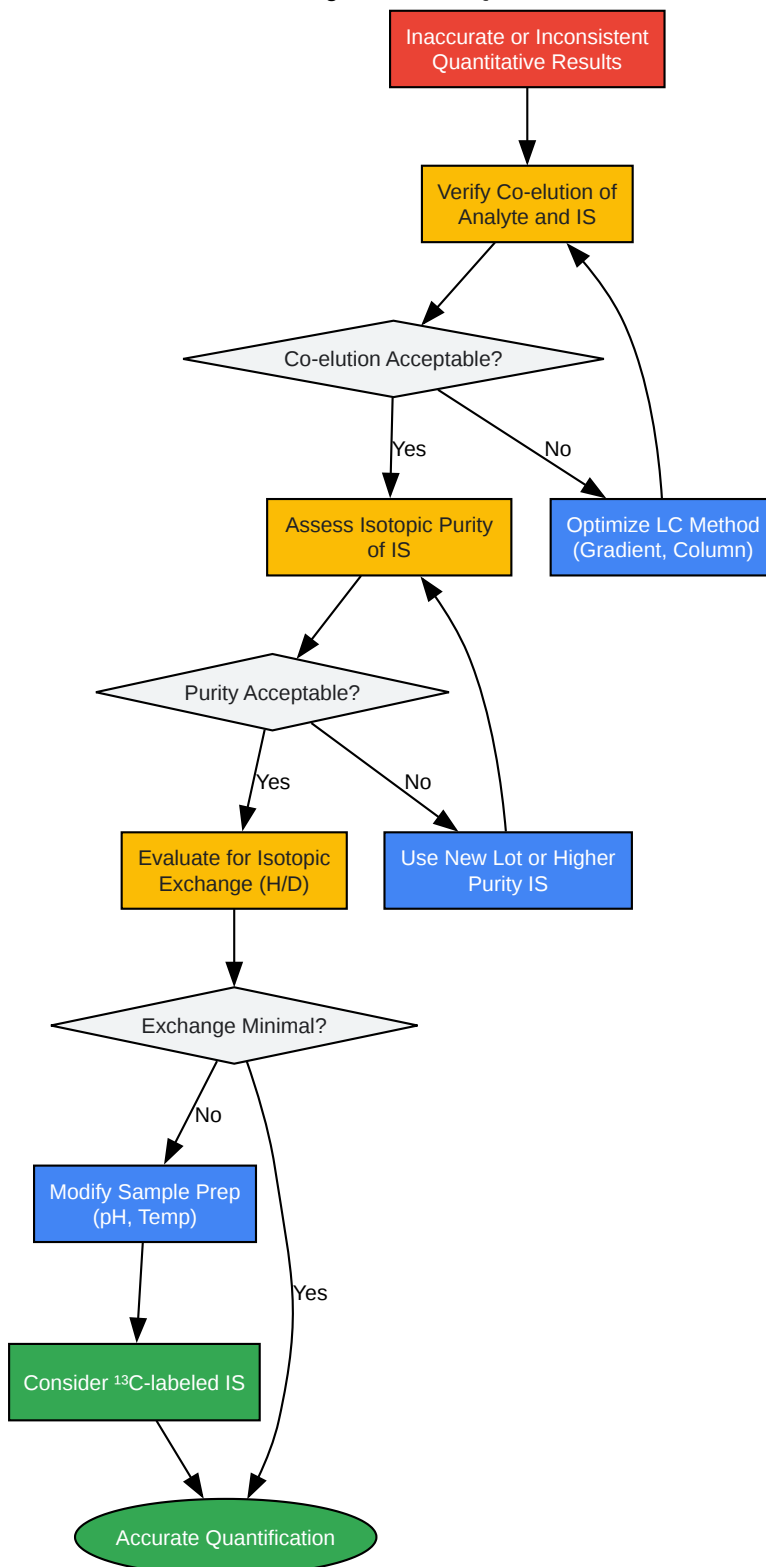 Inaccurate or Inconsistent
Quantitative Results
Verify Co-elution of
Analyte and IS
Co-elution Acceptable?
Yes
No
Assess Isotopic Purity
of IS
Optimize LC Method
(Gradient, Column)
Purity Acceptable?
Yes
No
Evaluate for Isotopic
Exchange (H/D)
Use New Lot or Higher
Purity IS
Exchange Minimal?
No
Modify Sample Prep
(pH, Temp)
Yes
Consider ¹³C-labeled IS
Accurate Quantification